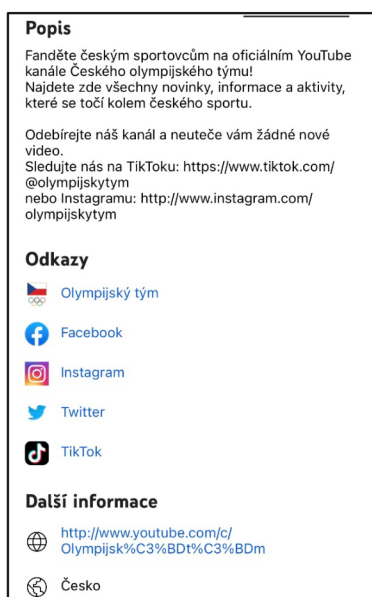 Popis
Fanděte českým sportovcům na oficiálním YouTube
kanále Českého olympijského týmu!
Najdete zde všechny novinky, informace a aktivity,
které se točí kolem českého sportu.
Odebírejte náš kanál a neuteče vám žádné nové
video.
Sledujte nás na TikToku: https://www.tiktok.com/
@olympijskytym
nebo Instagramu: http://www.instagram.com/
olympijskytym
Odkazy
Olympijský tým
Facebook
Instagram
Twitter
TikTok
Další informace
http://www.youtube.com/c/
Olympijsk%C3%BDt%C3%BDm
Česko